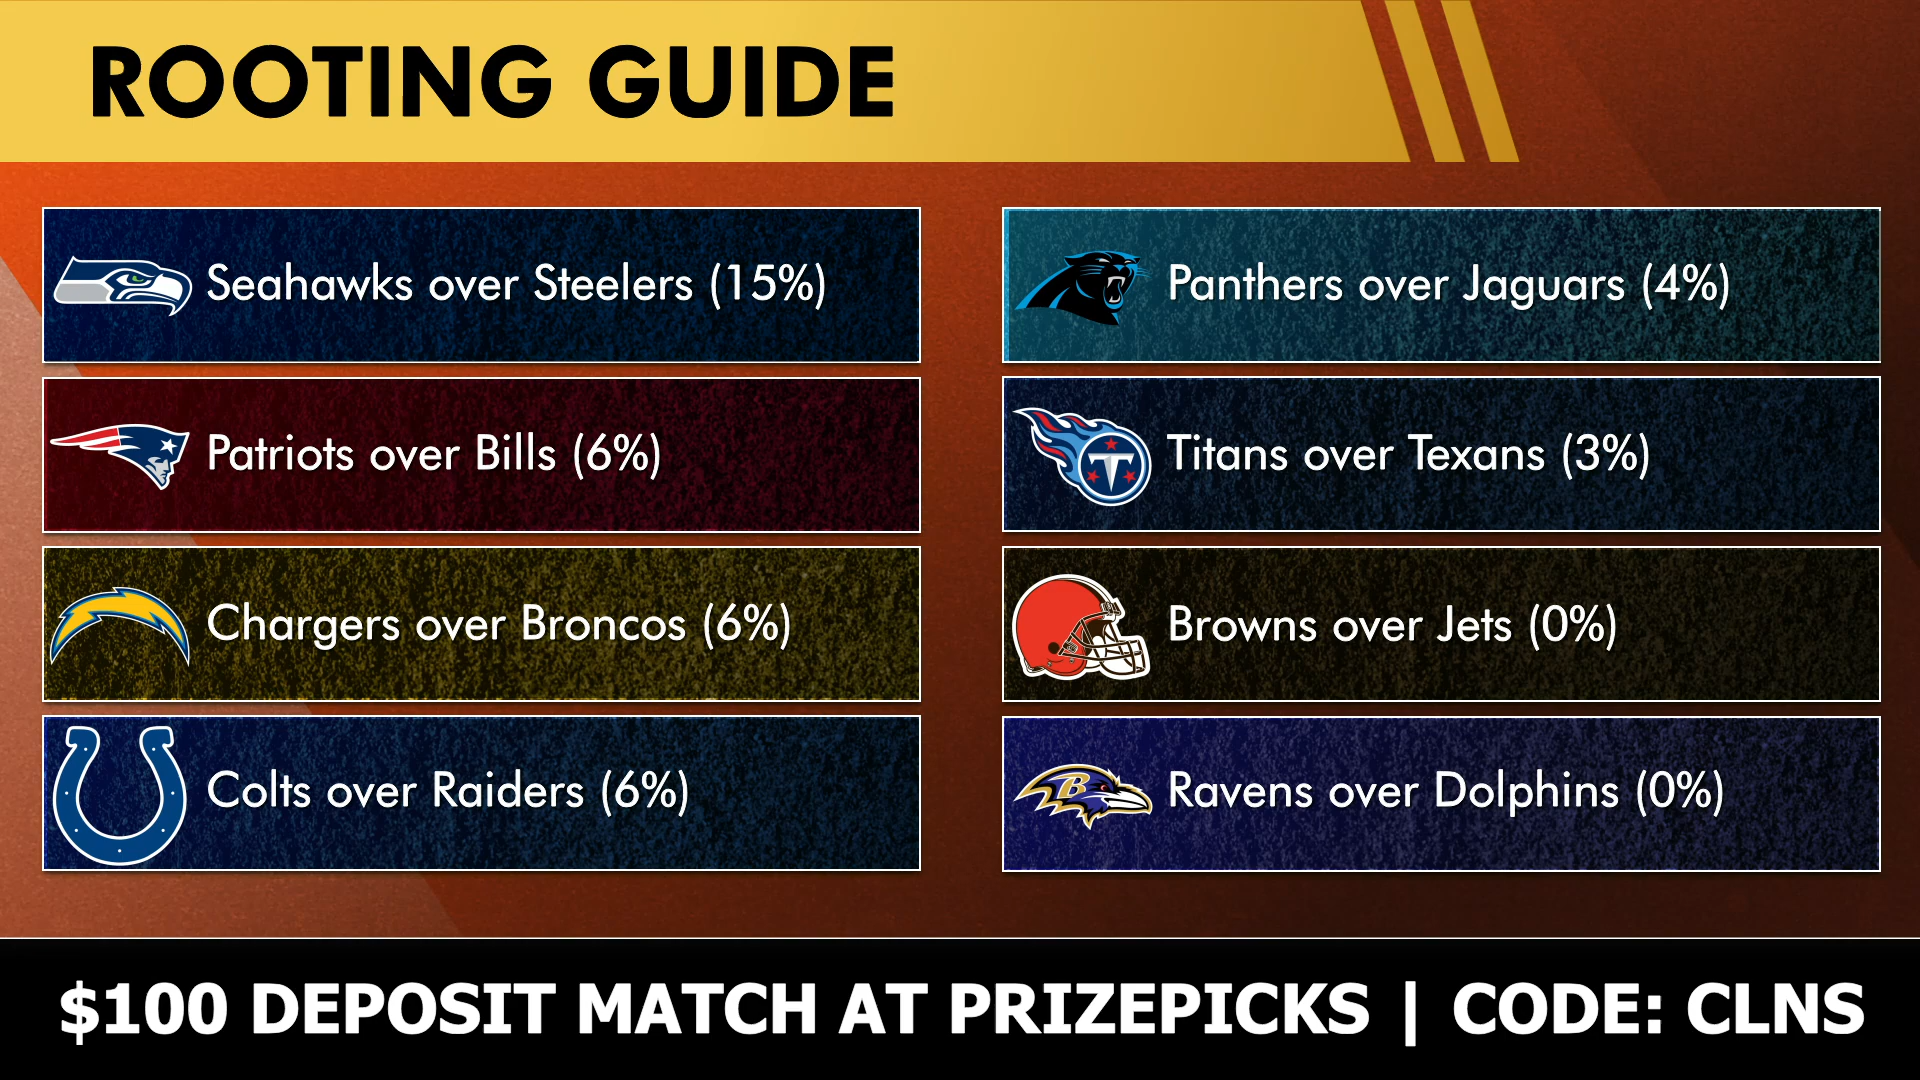 ROOTING GUIDE
Seahawks over Steelers (15%)
Patriots over Bills (6%)
Chargers over Broncos (6%)
Colts over Raiders (6%)
Panthers over Jaguars (4%)
Titans over Texans (3%)
Browns over Jets (0%)
Ravens over Dolphins (0%)
$100 DEPOSIT MATCH AT PRIZEPICKS | CODE: CLNS